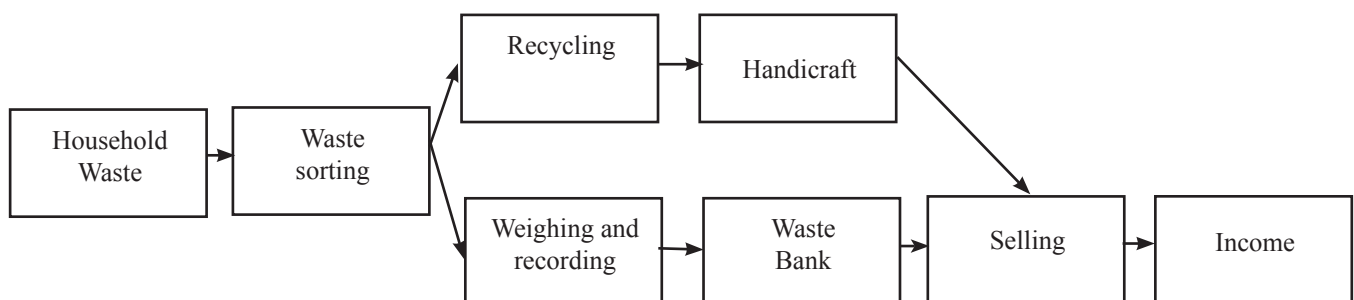 Household
Waste
Waste
sorting
Recycling
Handicraft
Weighing and
recording
Waste
Bank
Selling
Income